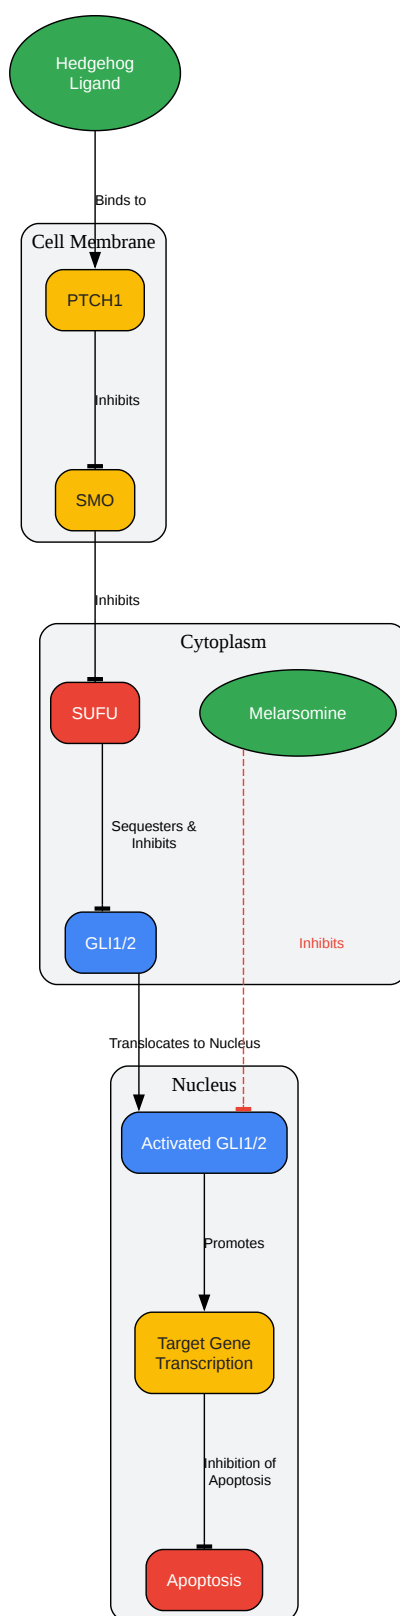 Hedgehog
Ligand
Binds to
Cell Membrane
PTCH1
Inhibits
SMO
Inhibits
Cytoplasm
SUFU
Melarsomine
Sequesters &
Inhibits
GLI1/2
Inhibits
Translocates to Nucleus
Nucleus
Activated GLI1/2
Promotes
Target Gene
Transcription
Inhibition of
Apoptosis
Apoptosis